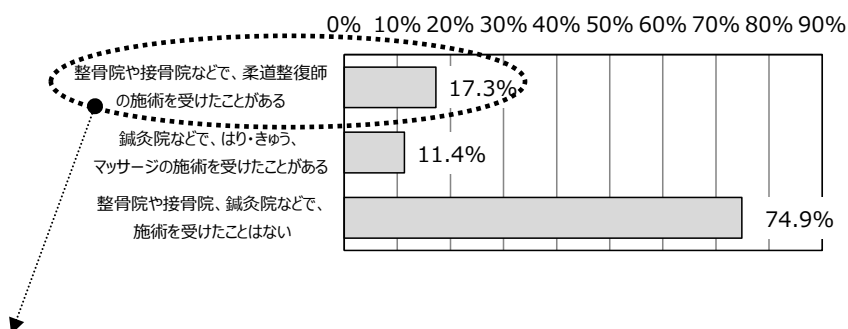 0% 10% 20% 30% 40% 50% 60% 70% 80% 90%
整骨院や接骨院などで、柔道整復師
の施術を受けたことがある
17.3%
鍼灸院などで、はり・きゅう、
マッサージの施術を受けたことがある
11.4%
整骨院や接骨院、鍼灸院などで、
施術を受けたことはない
74.9%